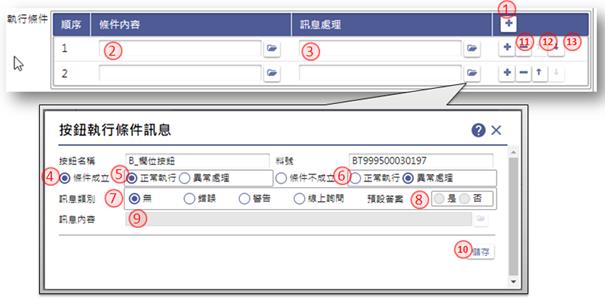 ①
執行條件 順序 條件內容 訊息處理
1 ② ③ ⑪ ⑫ ⑬
2
按鈕執行條件訊息
按鈕名稱 B_欄位按鈕 料號 BT999500030197
④ 條件成立 ⑤ 正常執行 異常處理 條件不成立 ⑥ 正常執行 異常處理
訊息類別 ⑦ 無 錯誤 警告 線上詢問 預設答案 ⑧ 是 否
訊息內容 ⑨
⑩ 儲存